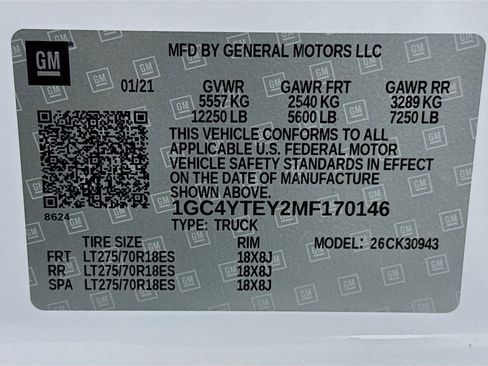 GM
MFD BY GENERAL MOTORS LLC
01/21 GVWR GAWR FRT GAWR RR
5557 KG 2540 KG 3289 KG
12250 LB 5600 LB 7250 LB
THIS VEHICLE CONFORMS TO ALL
APPLICABLE U.S. FEDERAL MOTOR
VEHICLE SAFETY STANDARDS IN EFFECT
ON THE DATE OF MANUFACTURE
SHOWN ABOVE.
8624
1GC4YTEY2MF170146
TYPE: TRUCK
TIRE SIZE RIM MODEL: 26CK30943
FRT LT275/70R18ES 18X8J
RR LT275/70R18ES 18X8J
SPA LT275/70R18ES 18X8J